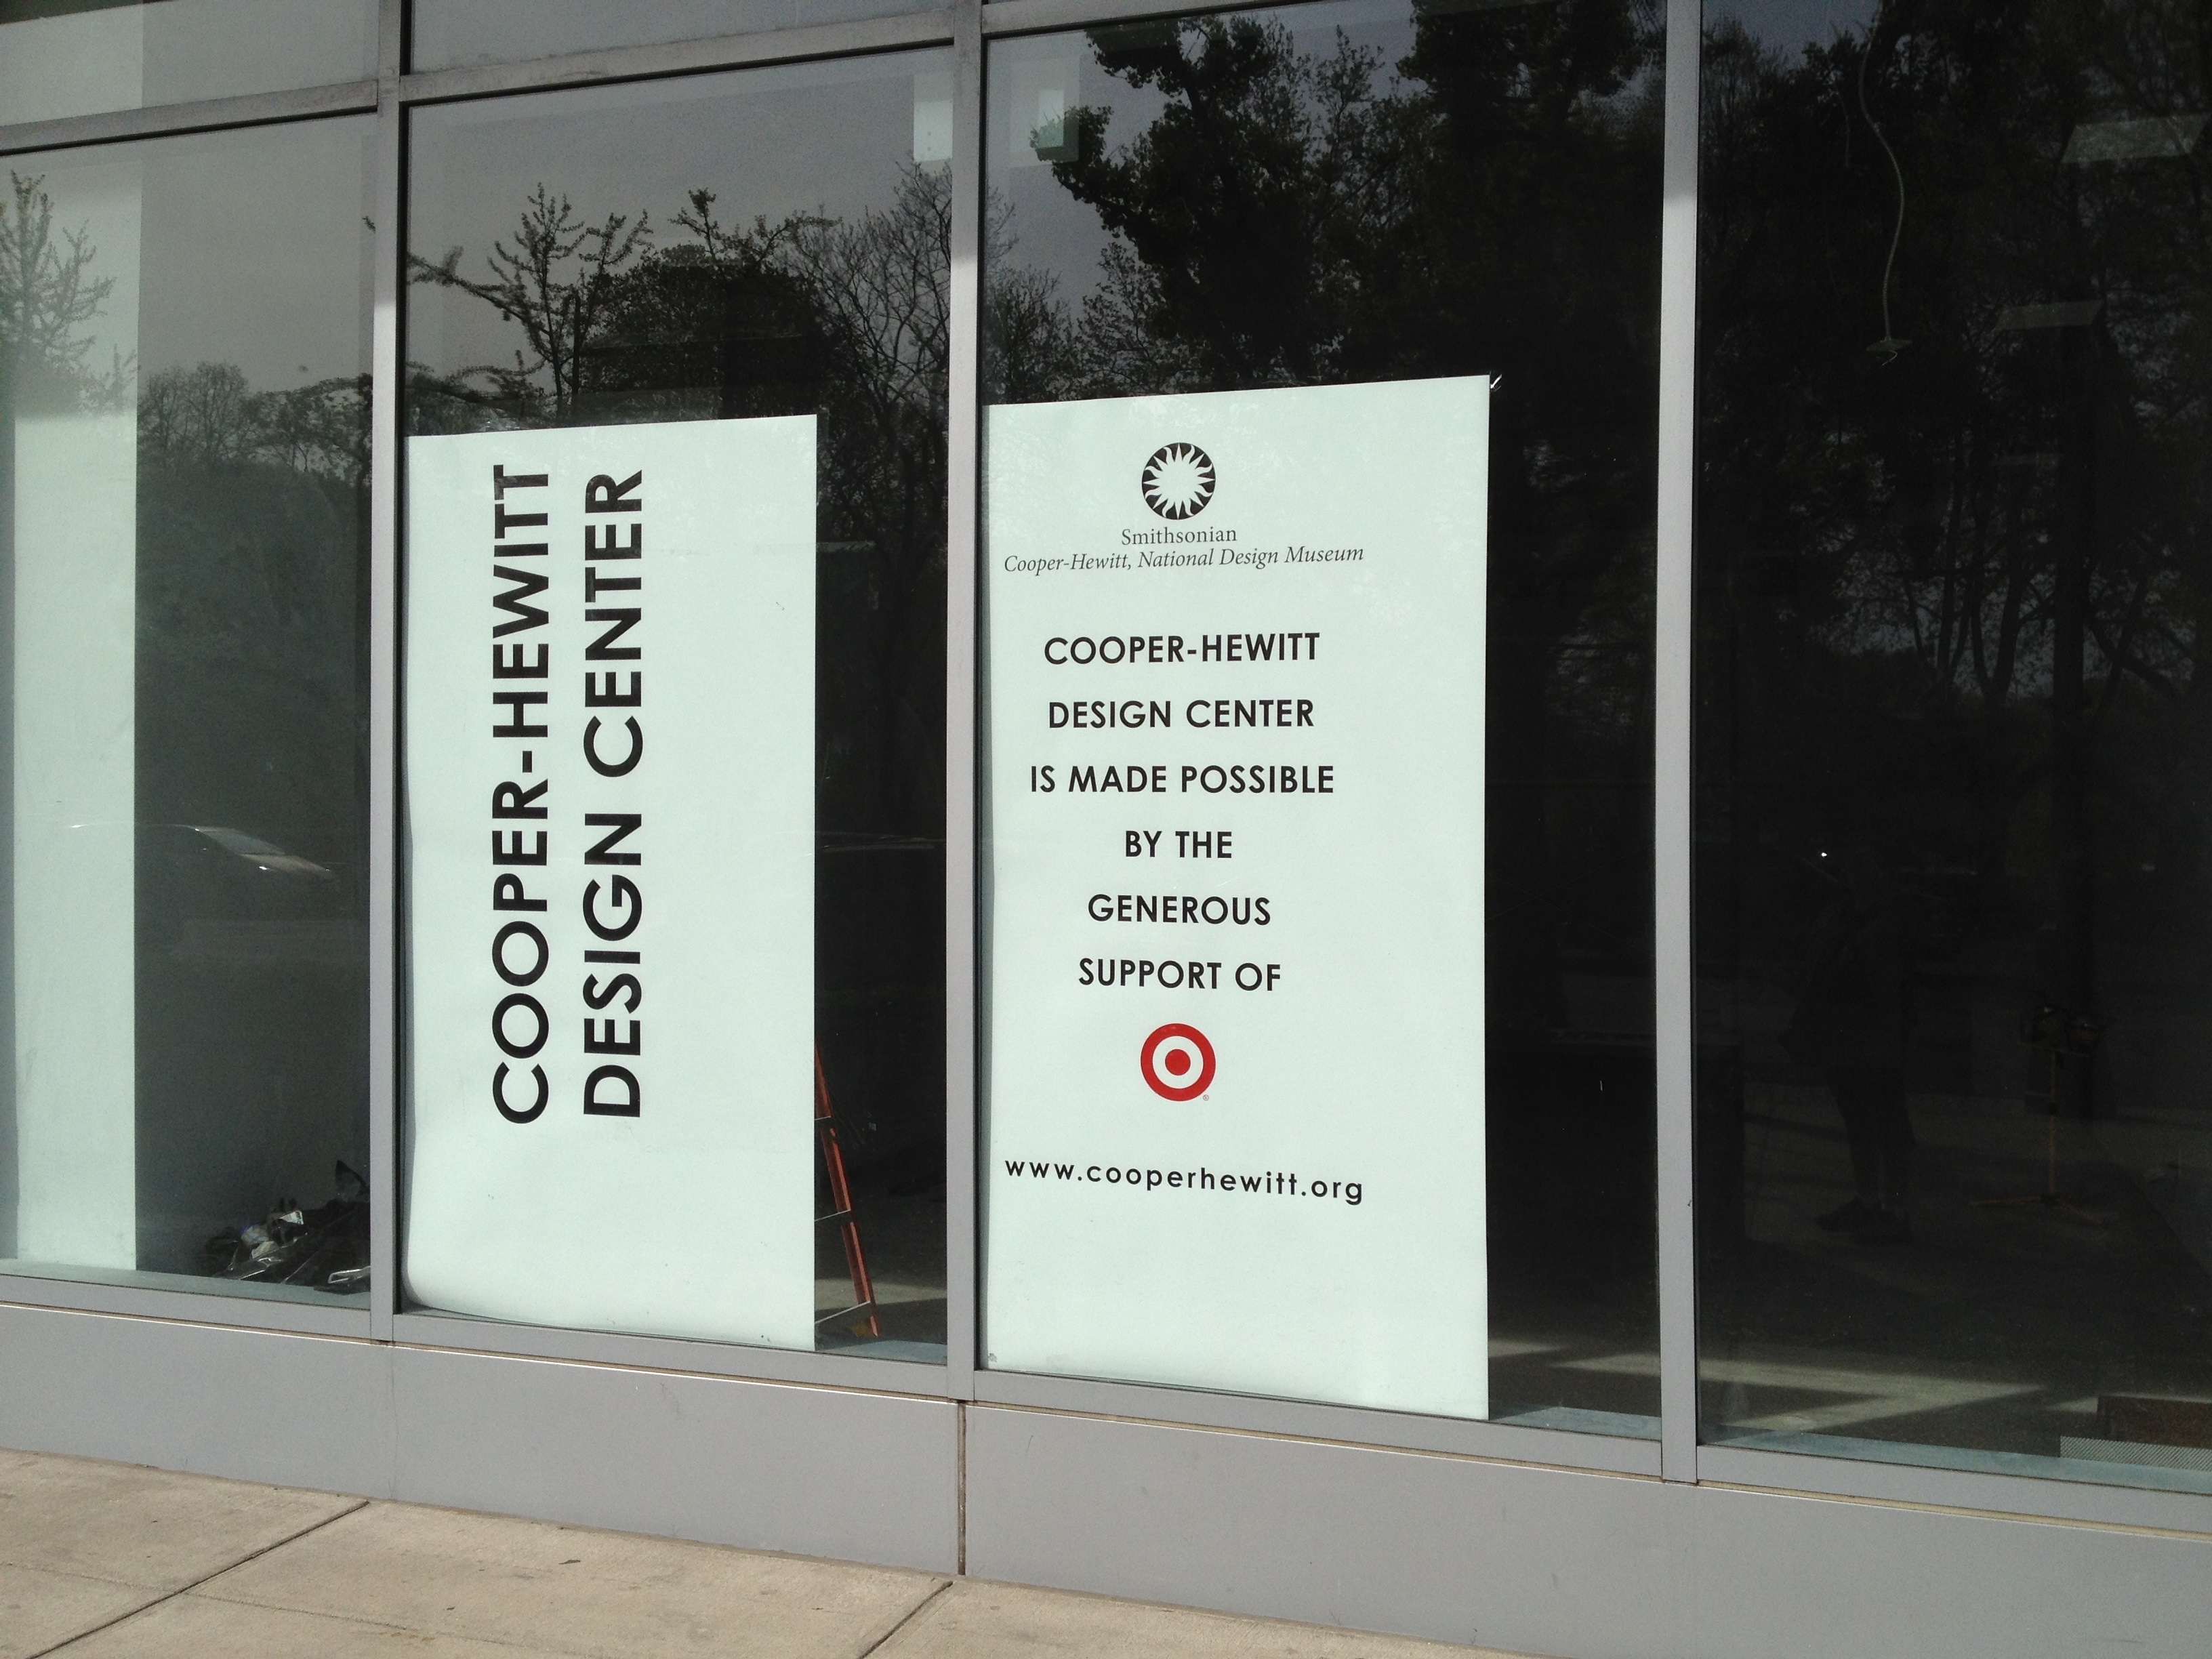 COOPER-HEWITT
DESIGN CENTER
Smithsonian
Cooper-Hewitt, National Design Museum
COOPER-HEWITT
DESIGN CENTER
IS MADE POSSIBLE
BY THE
GENEROUS
SUPPORT OF
®
www.cooperhewitt.org